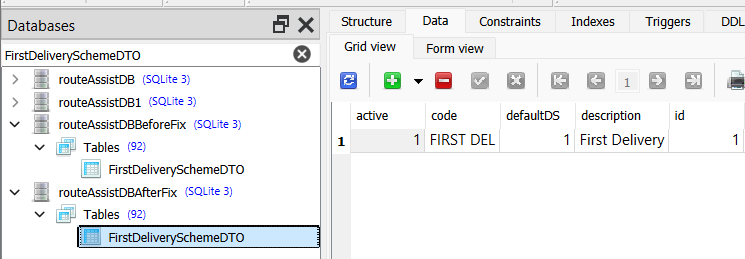 Databases
FirstDeliverySchemeDTO
routeAssistDB (SQLite 3)
routeAssistDB1 (SQLite 3)
routeAssistDBBeforeFix (SQLite 3)
Tables (92)
FirstDeliverySchemeDTO
routeAssistDBAfterFix (SQLite 3)
Tables (92)
FirstDeliverySchemeDTO
Structure Data Constraints Indexes Triggers DDL
Grid view Form view
1
active code defaultDS description id
1 1 FIRST DEL 1 First Delivery 1